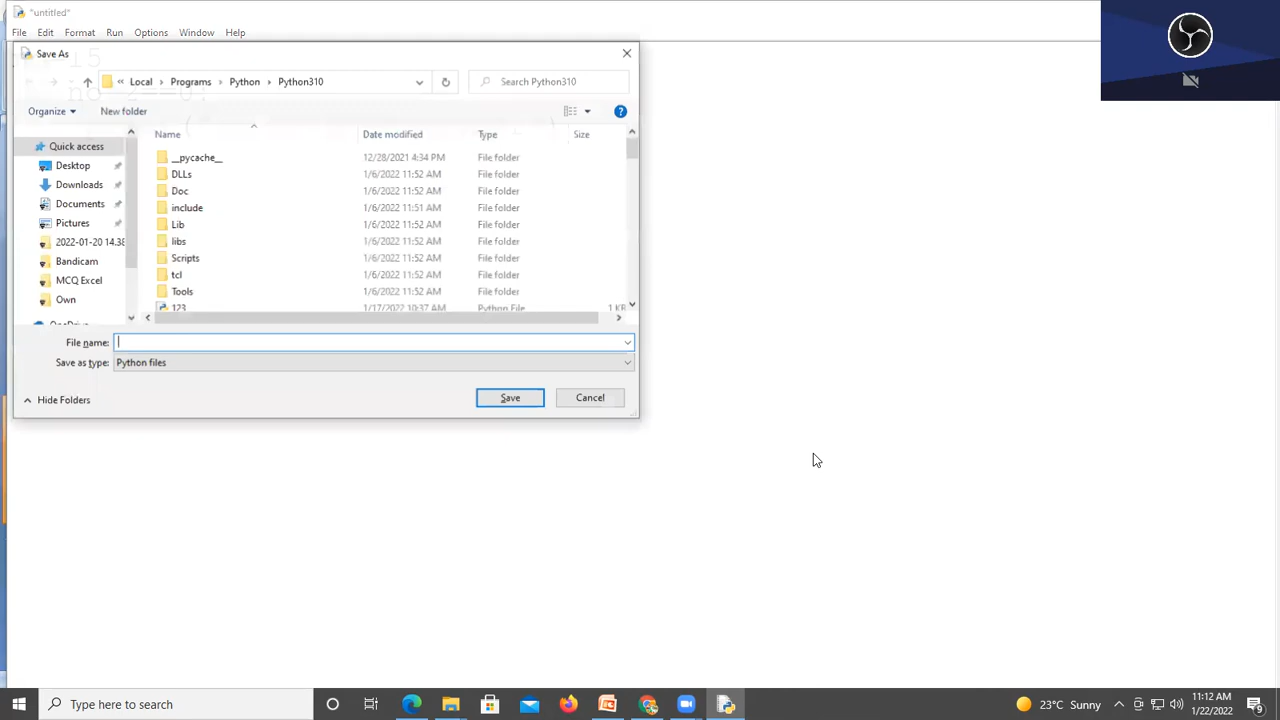 *untitled*
File Edit Format Run Options Window Help
Save As
« Local › Programs › Python › Python310
Search Python310
Organize New folder
Name Date modified Type Size
Quick access
Desktop
Downloads
Documents
Pictures
2022-01-20 14.38
Bandicam
MCQ Excel
Own
__pycache__ 12/28/2021 4:34 PM File folder
DLLs 1/6/2022 11:52 AM File folder
Doc 1/6/2022 11:52 AM File folder
include 1/6/2022 11:51 AM File folder
Lib 1/6/2022 11:52 AM File folder
libs 1/6/2022 11:52 AM File folder
Scripts 1/6/2022 11:52 AM File folder
tcl 1/6/2022 11:52 AM File folder
Tools 1/6/2022 11:52 AM File folder
123 1/17/2022 10:37 AM Python File 1 KB
File name:
Save as type: Python files
Hide Folders
Save Cancel
Type here to search
23°C Sunny
11:12 AM
1/22/2022
9